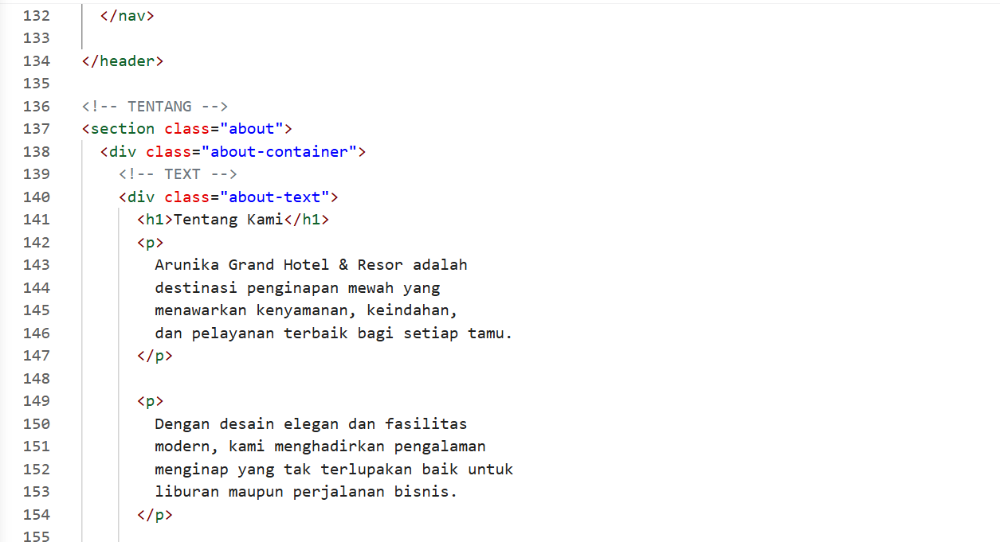 132 </nav>
133
134 </header>
135
136 <!-- TENTANG -->
137 <section class="about">
138 <div class="about-container">
139 <!-- TEXT -->
140 <div class="about-text">
141 <h1>Tentang Kami</h1>
142 <p>
143 Arunika Grand Hotel & Resor adalah
144 destinasi penginapan mewah yang
145 menawarkan kenyamanan, keindahan,
146 dan pelayanan terbaik bagi setiap tamu.
147 </p>
148
149 <p>
150 Dengan desain elegan dan fasilitas
151 modern, kami menghadirkan pengalaman
152 menginap yang tak terlupakan baik untuk
153 liburan maupun perjalanan bisnis.
154 </p>
155